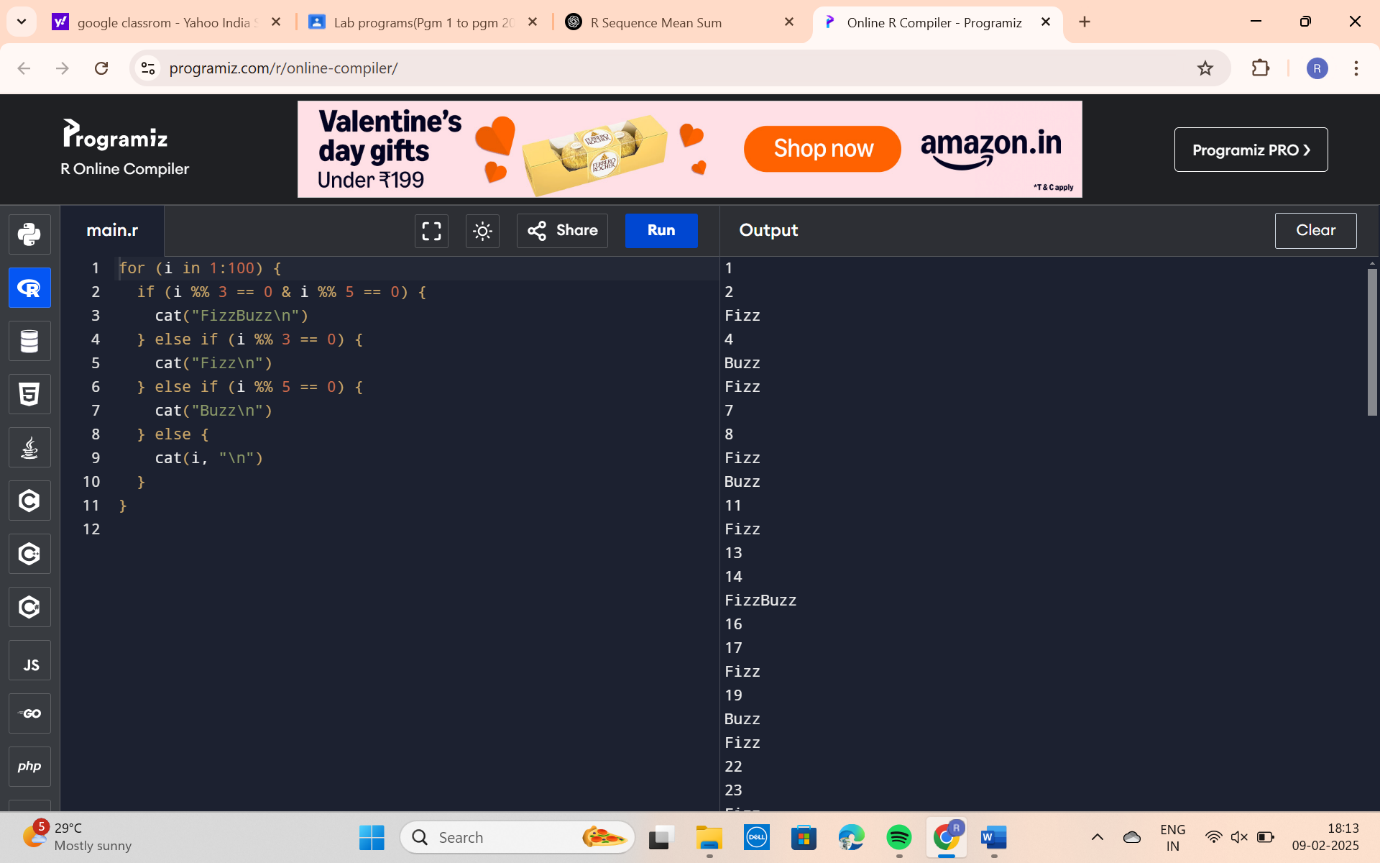 google classrom - Yahoo India S
Lab programs(Pgm 1 to pgm 20
R Sequence Mean Sum
Online R Compiler - Programiz
programiz.com/r/online-compiler/
R
Programiz
R Online Compiler
Valentine's
day gifts
Under ₹199
Shop now
amazon.in
*T & C apply
Programiz PRO >
main.r
Share
Run
Output
Clear
1 for (i in 1:100) {
2 if (i %% 3 == 0 & i %% 5 == 0) {
3 cat("FizzBuzz\n")
4 } else if (i %% 3 == 0) {
5 cat("Fizz\n")
6 } else if (i %% 5 == 0) {
7 cat("Buzz\n")
8 } else {
9 cat(i, "\n")
10 }
11 }
12
1
2
Fizz
4
Buzz
Fizz
7
8
Fizz
Buzz
11
Fizz
13
14
FizzBuzz
16
17
Fizz
19
Buzz
Fizz
22
23
Fizz
R
5
C
C
C
JS
GO
php
5
29°C
Mostly sunny
Search
DELL
R
W
ENG
IN
18:13
09-02-2025